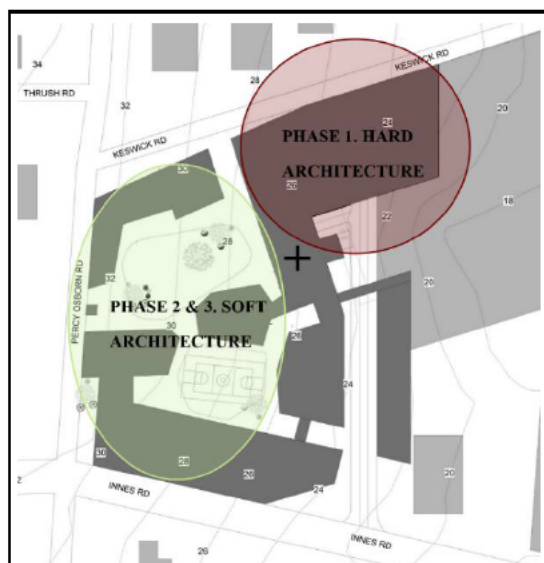 34
28
KESWICK RD
THRUSH RD
32
20
24
PHASE 1. HARD
ARCHITECTURE
KESWICK RD
22
18
28
32
PERCY OSBORN RD
20
PHASE 2 & 3. SOFT
30
ARCHITECTURE
24
30
28
26
20
24
INNES RD
INNES RD
26